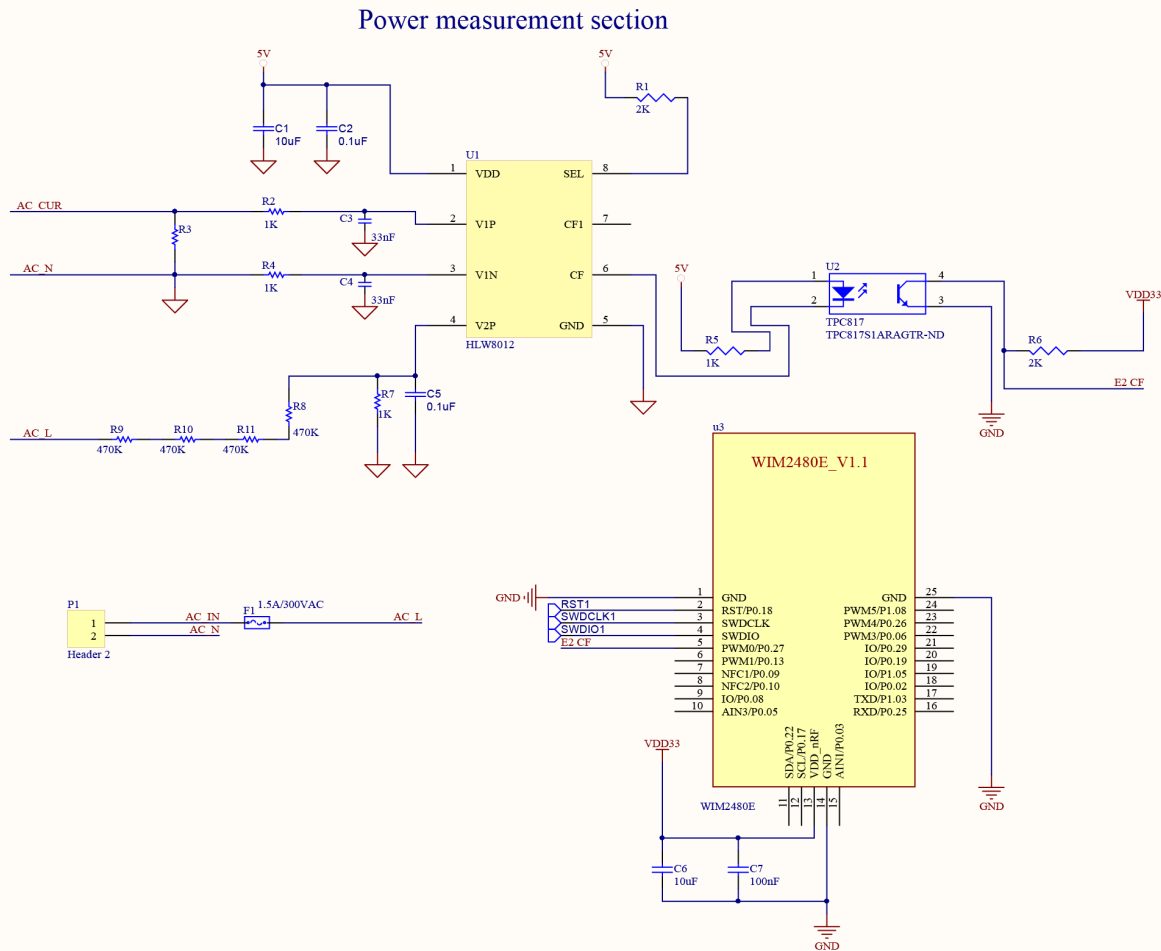 Power measurement section
5V
5V
R1
2K
C1
10uF
C2
0.1uF
U1
1 VDD
SEL 8
AC_CUR
R2
1K
C3
33nF
2 V1P
CF1 7
R3
AC_N
R4
1K
C4
33nF
3 V1N
CF 6
4 V2P
GND 5
HLW8012
5V
R5
1K
U2
1
2
4
3
TPC817
TPC817S1ARAGTR-ND
VDD33
R6
2K
E2 CF
GND
R7
1K
C5
0.1uF
R8
470K
AC_L
R9
470K
R10
470K
R11
470K
u3
WIM2480E_V1.1
GND
RST1
SWDCLK1
SWDIO1
E2 CF
1 GND
2 RST/P0.18
3 SWDCLK
4 SWDIO
5 PWM0/P0.27
6 PWM1/P0.13
7 NFC1/P0.09
8 NFC2/P0.10
9 IO/P0.08
10 AIN3/P0.05
GND 25
PWM5/P1.08 24
PWM4/P0.26 23
PWM3/P0.06 22
IO/P0.29 21
IO/P0.19 20
IO/P1.05 19
IO/P0.02 18
TXD/P1.03 17
RXD/P0.25 16
SDA/P0.22 11
SCL/P0.17 12
VDD_nRF 13
GND 14
AIN1/P0.03 15
WIM2480E
GND
P1
1
2
Header 2
AC_IN
AC_N
F1
1.5A/300VAC
AC_L
VDD33
C6
10uF
C7
100nF
GND